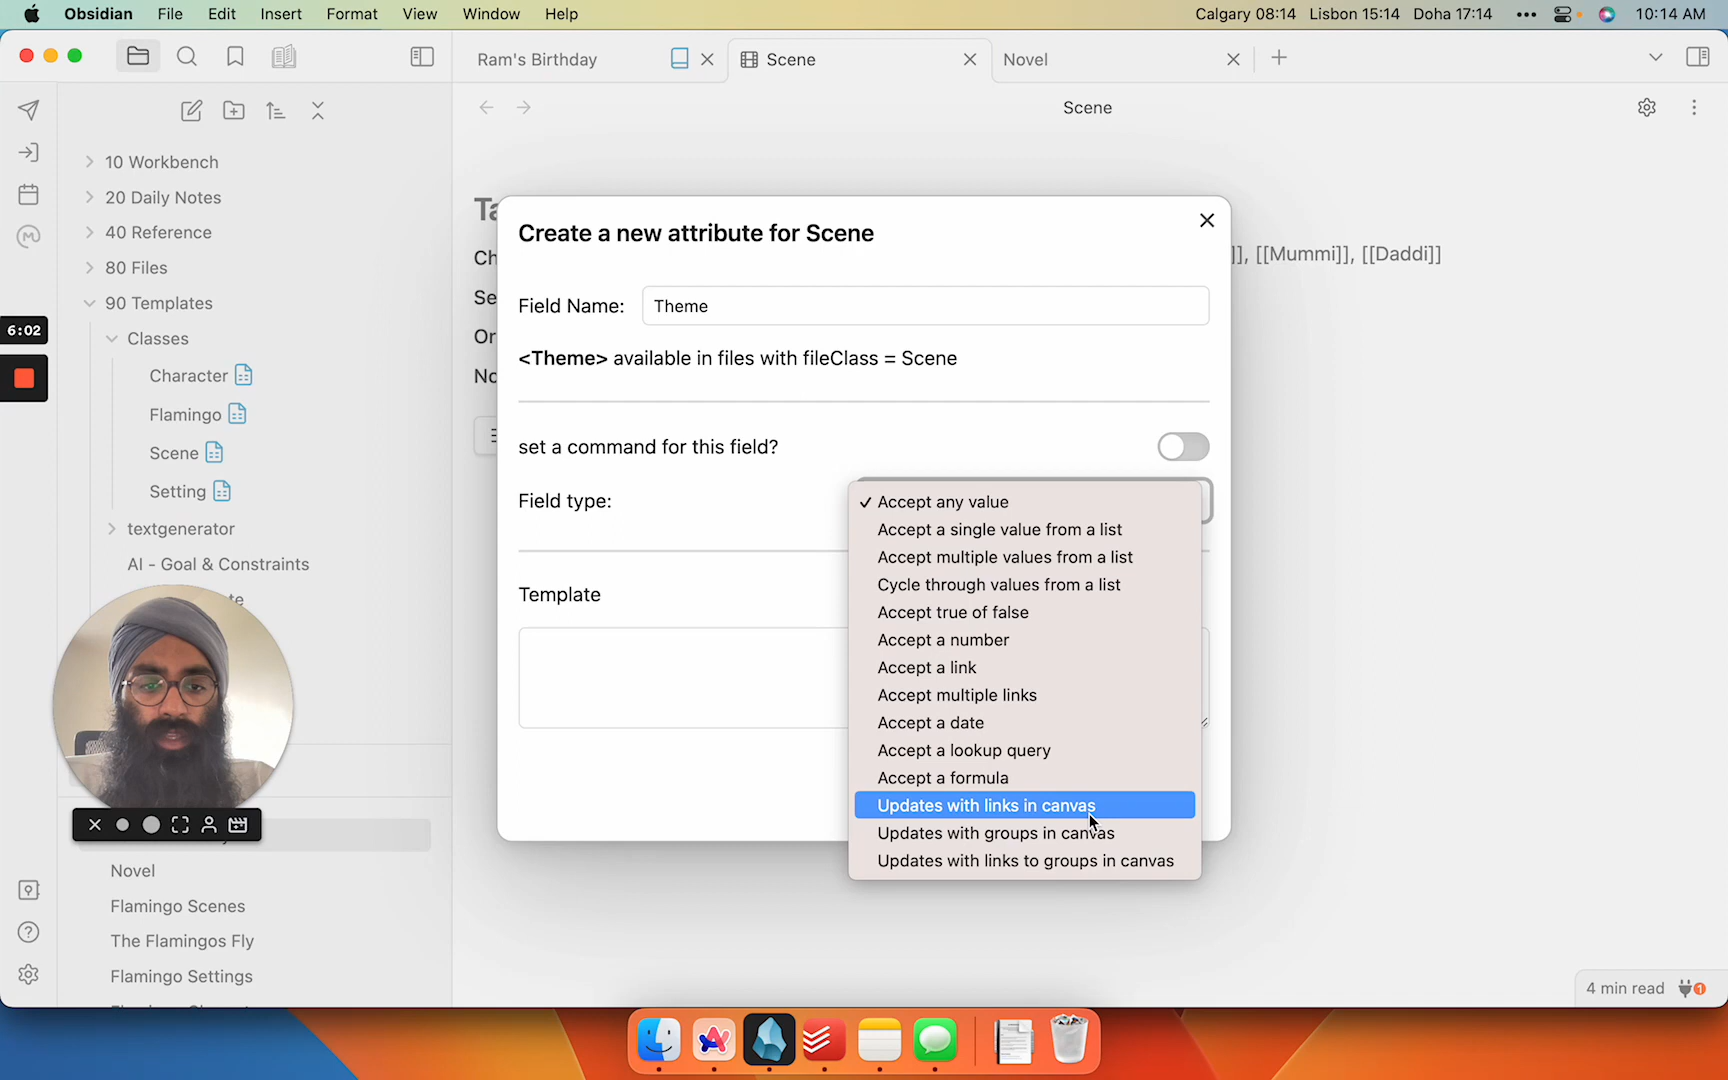 Obsidian File Edit Insert Format View Window Help
Calgary 08:14 Lisbon 15:14 Doha 17:14 10:14 AM
Ram's Birthday
Scene
Novel
Scene
10 Workbench
20 Daily Notes
40 Reference
80 Files
90 Templates
Classes
Character
Flamingo
Scene
Setting
textgenerator
AI - Goal & Constraints
te
6:02
Novel
Flamingo Scenes
The Flamingos Fly
Flamingo Settings
Ta
Ch
]], [[Mummi]], [[Daddi]]
Se
Or
No
Create a new attribute for Scene
Field Name: Theme
<Theme> available in files with fileClass = Scene
set a command for this field?
Field type:
✓ Accept any value
Accept a single value from a list
Accept multiple values from a list
Cycle through values from a list
Accept true of false
Accept a number
Accept a link
Accept multiple links
Accept a date
Accept a lookup query
Accept a formula
Updates with links in canvas
Updates with groups in canvas
Updates with links to groups in canvas
Template
4 min read
1